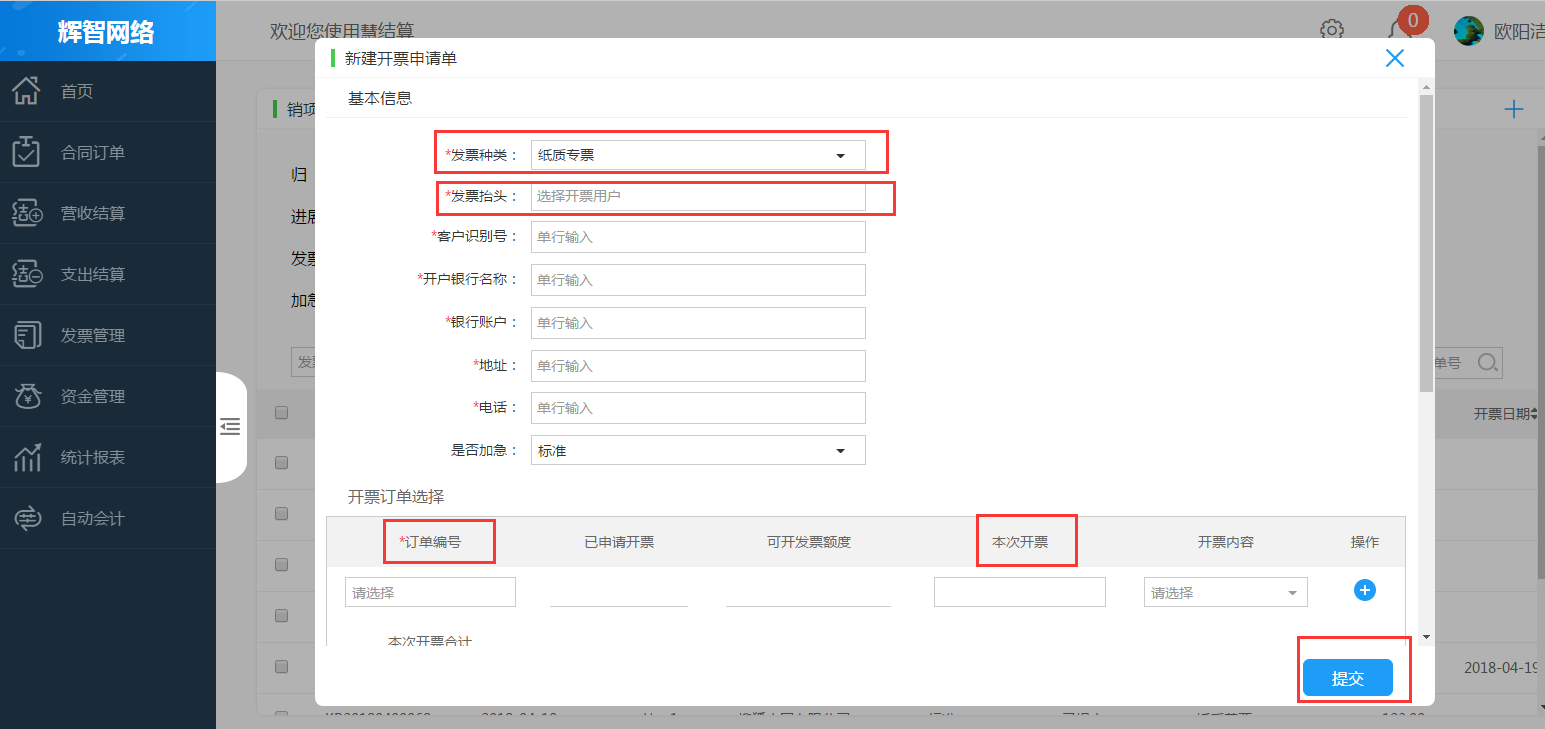 辉智网络
欢迎您使用慧结算
0
欧阳洁
首页
合同订单
营收结算
支出结算
发票管理
资金管理
统计报表
自动会计
销项
归
进展
发票
加急
单号
开票日期
2018-04-19
新建开票申请单
基本信息
*发票种类： 纸质专票
*发票抬头： 选择开票用户
*客户识别号： 单行输入
*开户银行名称： 单行输入
*银行账户： 单行输入
*地址： 单行输入
*电话： 单行输入
是否加急： 标准
开票订单选择
*订单编号 已申请开票 可开发票额度 本次开票 开票内容 操作
请选择 请选择
本次开票合计
提交